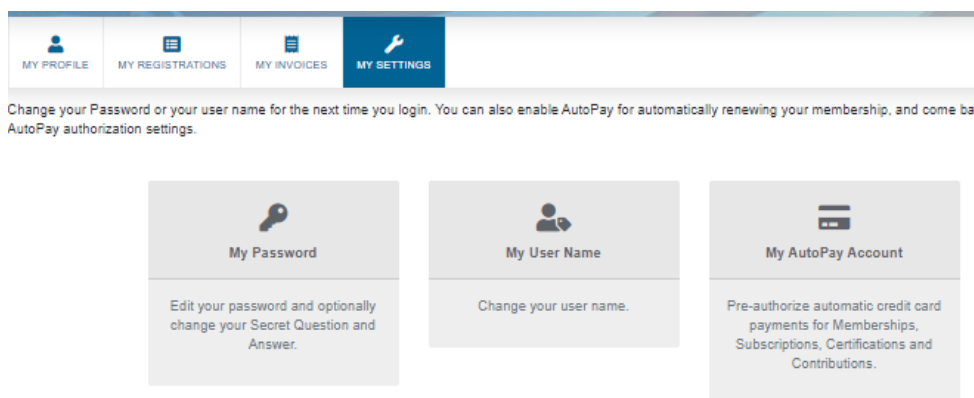 MY PROFILE
MY REGISTRATIONS
MY INVOICES
MY SETTINGS
Change your Password or your user name for the next time you login. You can also enable AutoPay for automatically renewing your membership, and come
AutoPay authorization settings.
My Password
Edit your password and optionally
change your Secret Question and
Answer.
My User Name
Change your user name.
My AutoPay Account
Pre-authorize automatic credit card
payments for Memberships,
Subscriptions, Certifications and
Contributions.